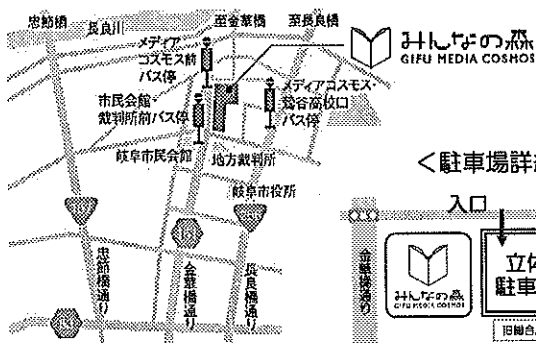 忠節橋
長良川
至金華橋
至長良橋
メディア
コスモス前
バス停
みんなの森
GIFU MEDIA COSMOS
メディアコスモス・
鶯谷高校口
バス停
市民会館・
裁判所前バス停
岐阜市民会館
地方裁判所
岐阜市役所
<駐車場詳
入口
忠節橋通り
金華橋通り
長良橋通り
金華橋通り
みんなの森
GIFU MEDIA COSMOS
立体
駐車
旧総合